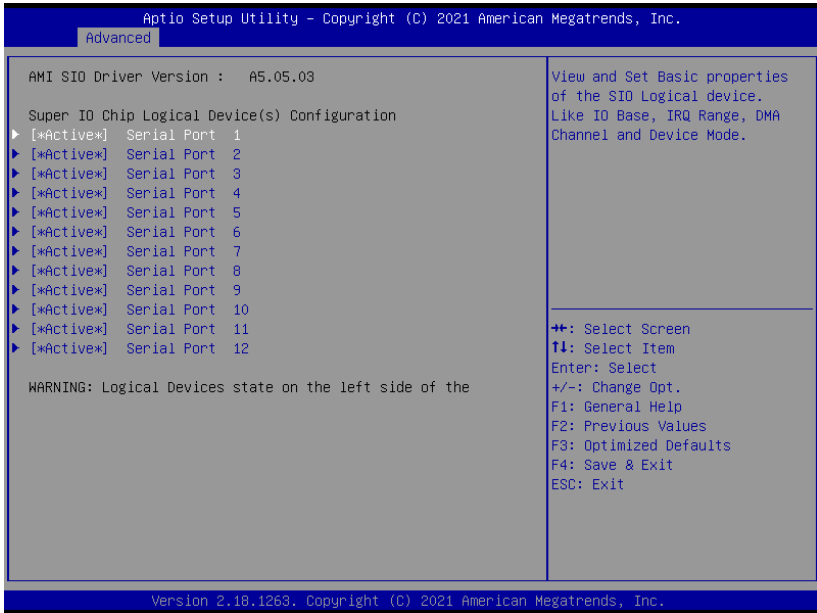 Aptio Setup Utility – Copyright (C) 2021 American Megatrends, Inc.
Advanced
AMI SIO Driver Version : A5.05.03
Super IO Chip Logical Device(s) Configuration
[*Active*] Serial Port 1
[*Active*] Serial Port 2
[*Active*] Serial Port 3
[*Active*] Serial Port 4
[*Active*] Serial Port 5
[*Active*] Serial Port 6
[*Active*] Serial Port 7
[*Active*] Serial Port 8
[*Active*] Serial Port 9
[*Active*] Serial Port 10
[*Active*] Serial Port 11
[*Active*] Serial Port 12
WARNING: Logical Devices state on the left side of the
View and Set Basic properties
of the SIO Logical device.
Like IO Base, IRQ Range, DMA
Channel and Device Mode.
→←: Select Screen
↑↓: Select Item
Enter: Select
+/-: Change Opt.
F1: General Help
F2: Previous Values
F3: Optimized Defaults
F4: Save & Exit
ESC: Exit
Version 2.18.1263. Copyright (C) 2021 American Megatrends, Inc.